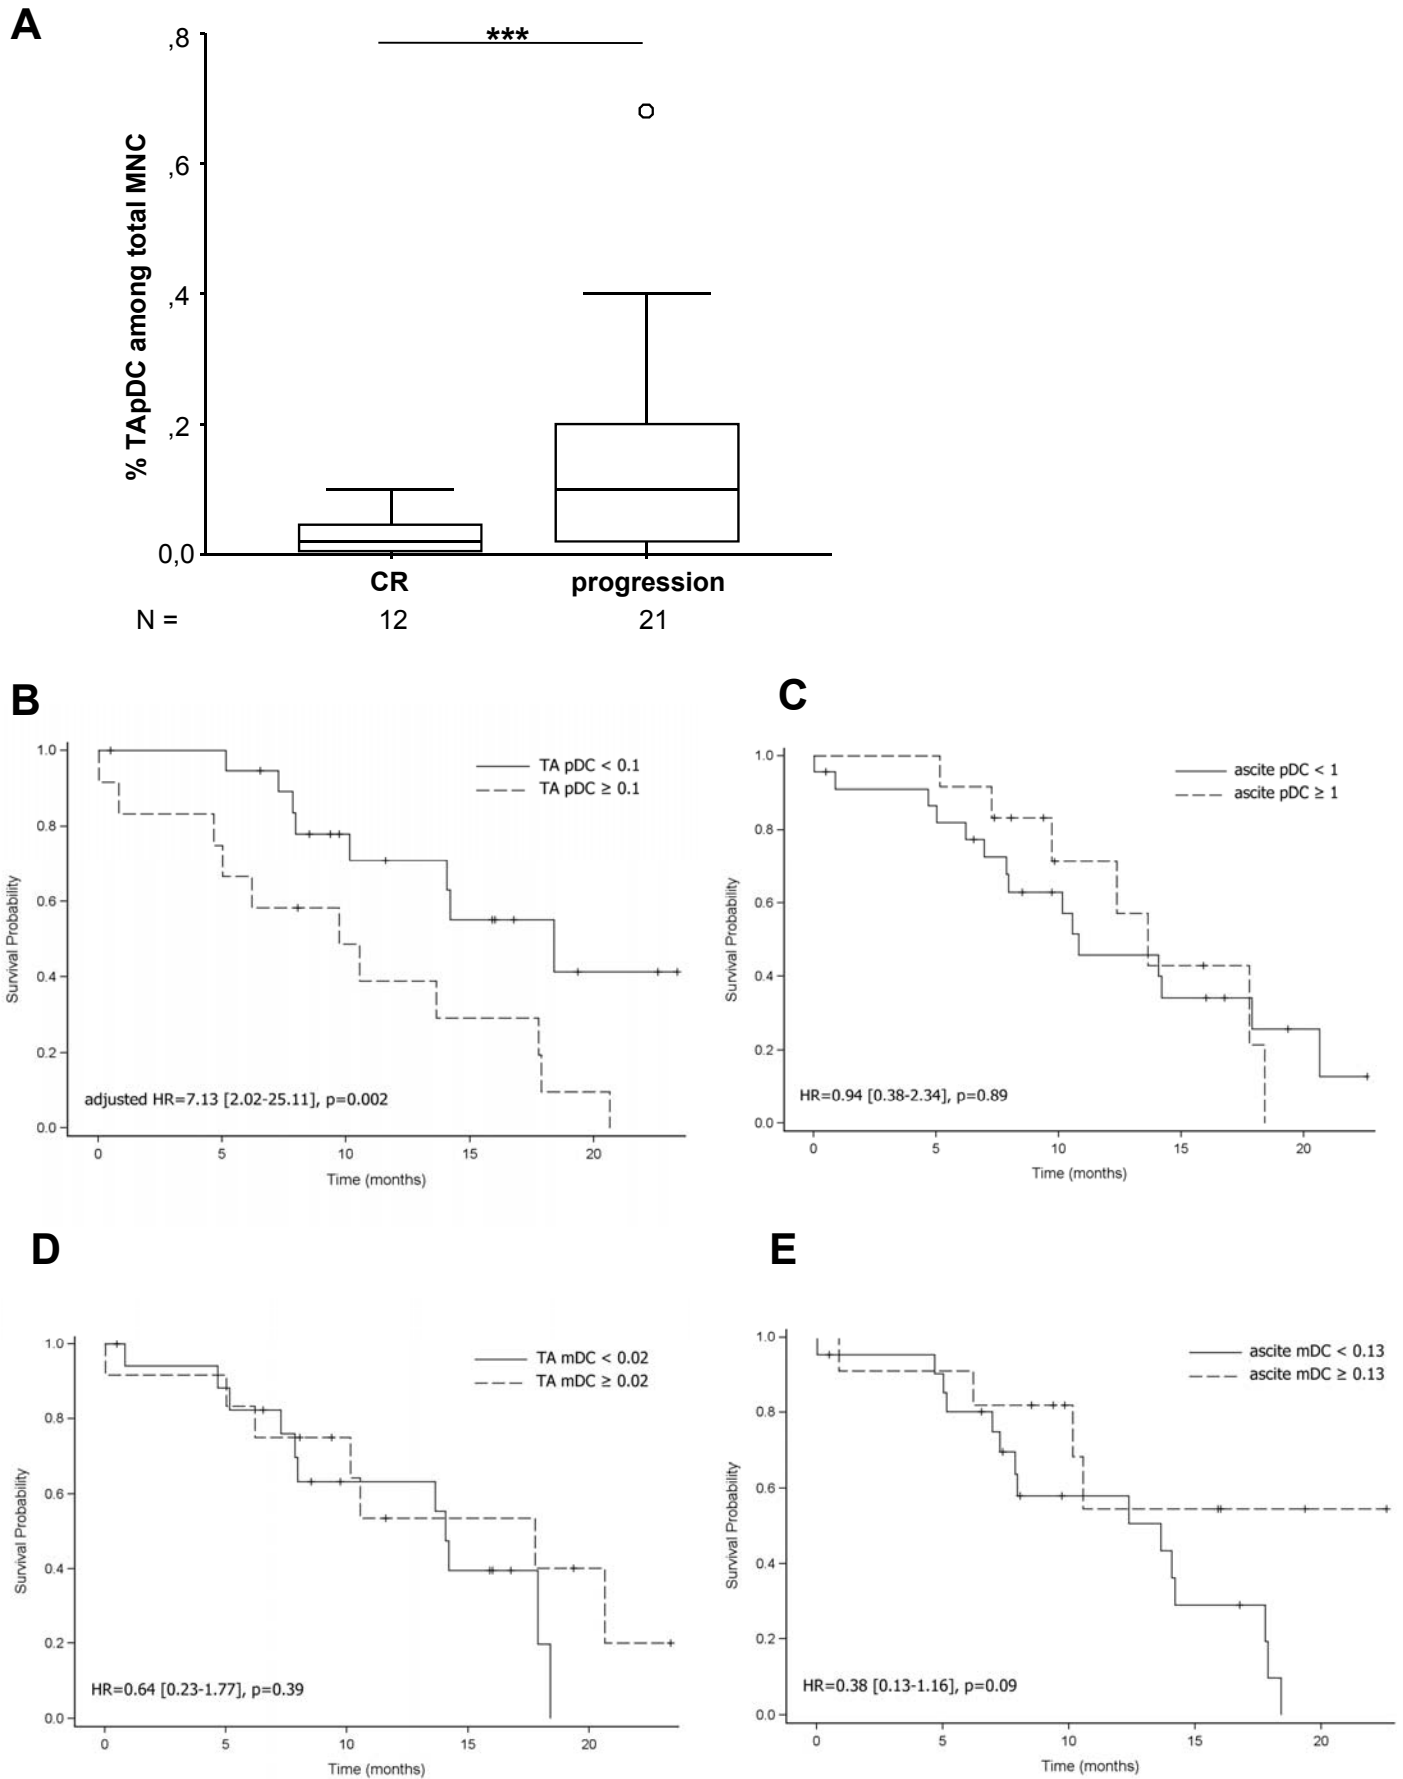 A
***
% TApDC among total MNC
,8
,6
,4
,2
0,0
CR progression
N = 12 21
B
Survival Probability
1.0
0.8
0.6
0.4
0.2
0.0
TA pDC < 0.1
TA pDC ≥ 0.1
adjusted HR=7.13 [2.02-25.11], p=0.002
0 5 10 15 20
Time (months)
C
Survival Probability
1.0
0.8
0.6
0.4
0.2
0.0
ascite pDC < 1
ascite pDC ≥ 1
HR=0.94 [0.38-2.34], p=0.89
0 5 10 15 20
Time (months)
D
Survival Probability
1.0
0.8
0.6
0.4
0.2
0.0
TA mDC < 0.02
TA mDC ≥ 0.02
HR=0.64 [0.23-1.77], p=0.39
0 5 10 15 20
Time (months)
E
Survival Probability
1.0
0.8
0.6
0.4
0.2
0.0
ascite mDC < 0.13
ascite mDC ≥ 0.13
HR=0.38 [0.13-1.16], p=0.09
0 5 10 15 20
Time (months)